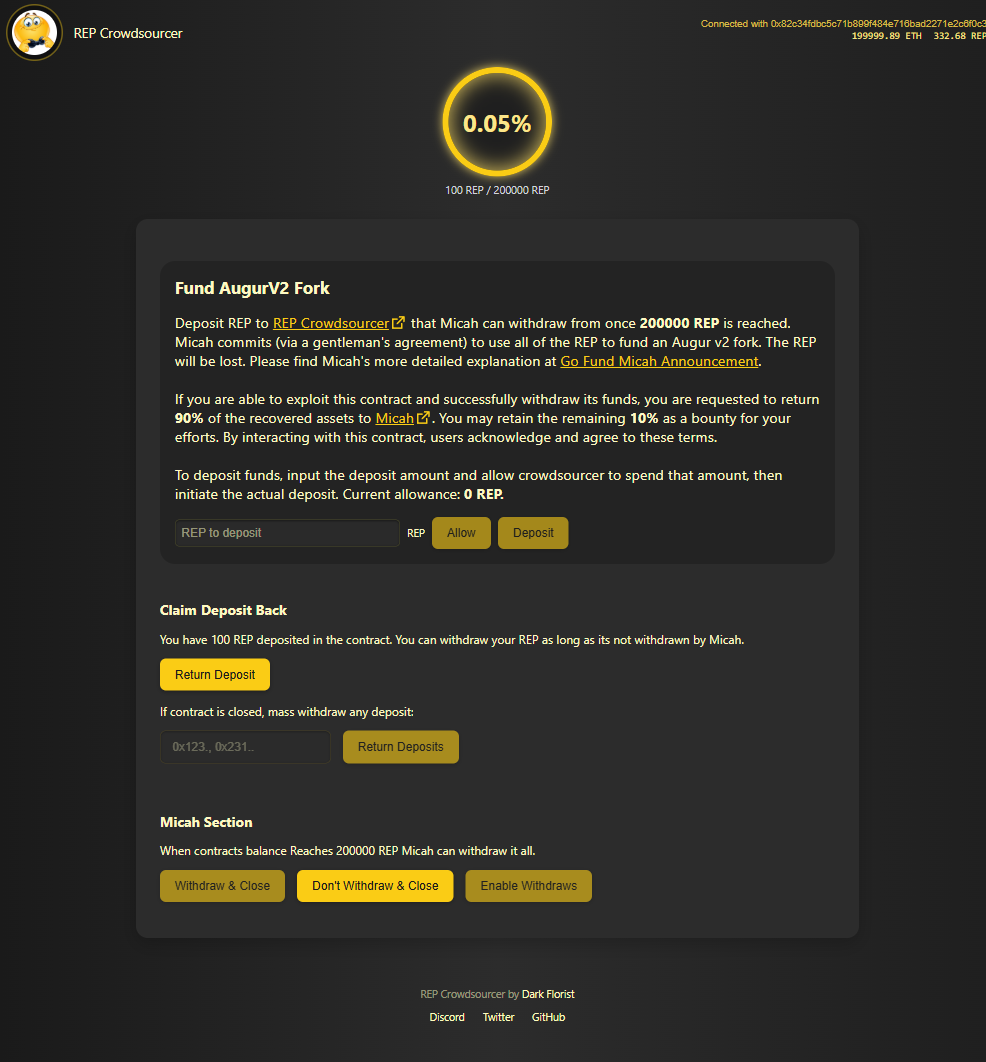 REP Crowdsourcer
Connected with 0x82c34fdbc5c71b899f484e716bad2271e2c6f0c3
199999.89 ETH 332.68 REP
0.05%
100 REP / 200000 REP
Fund AugurV2 Fork
Deposit REP to REP Crowdsourcer that Micah can withdraw from once 200000 REP is reached.
Micah commits (via a gentleman's agreement) to use all of the REP to fund an Augur v2 fork. The REP
will be lost. Please find Micah's more detailed explanation at Go Fund Micah Announcement.
If you are able to exploit this contract and successfully withdraw its funds, you are requested to return
90% of the recovered assets to Micah. You may retain the remaining 10% as a bounty for your
efforts. By interacting with this contract, users acknowledge and agree to these terms.
To deposit funds, input the deposit amount and allow crowdsourcer to spend that amount, then
initiate the actual deposit. Current allowance: 0 REP.
REP to deposit REP Allow Deposit
Claim Deposit Back
You have 100 REP deposited in the contract. You can withdraw your REP as long as its not withdrawn by Micah.
Return Deposit
If contract is closed, mass withdraw any deposit:
0x123., 0x231.. Return Deposits
Micah Section
When contracts balance Reaches 200000 REP Micah can withdraw it all.
Withdraw & Close Don't Withdraw & Close Enable Withdraws
REP Crowdsourcer by Dark Florist
Discord Twitter GitHub